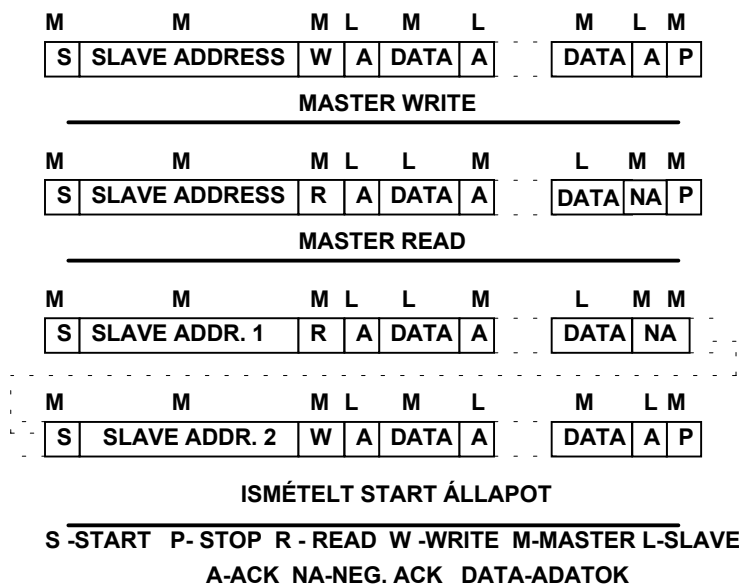 M M M L M L M L M
S SLAVE ADDRESS W A DATA A DATA A P
MASTER WRITE
M M M L L M L M M
S SLAVE ADDRESS R A DATA A DATA NA P
MASTER READ
M M M L L M L M M
S SLAVE ADDR. 1 R A DATA A DATA NA
M M M L M L M L M
S SLAVE ADDR. 2 W A DATA A DATA A P
ISMÉTELT START ÁLLAPOT
S -START P- STOP R - READ W -WRITE M-MASTER L-SLAVE
A-ACK NA-NEG. ACK DATA-ADATOK